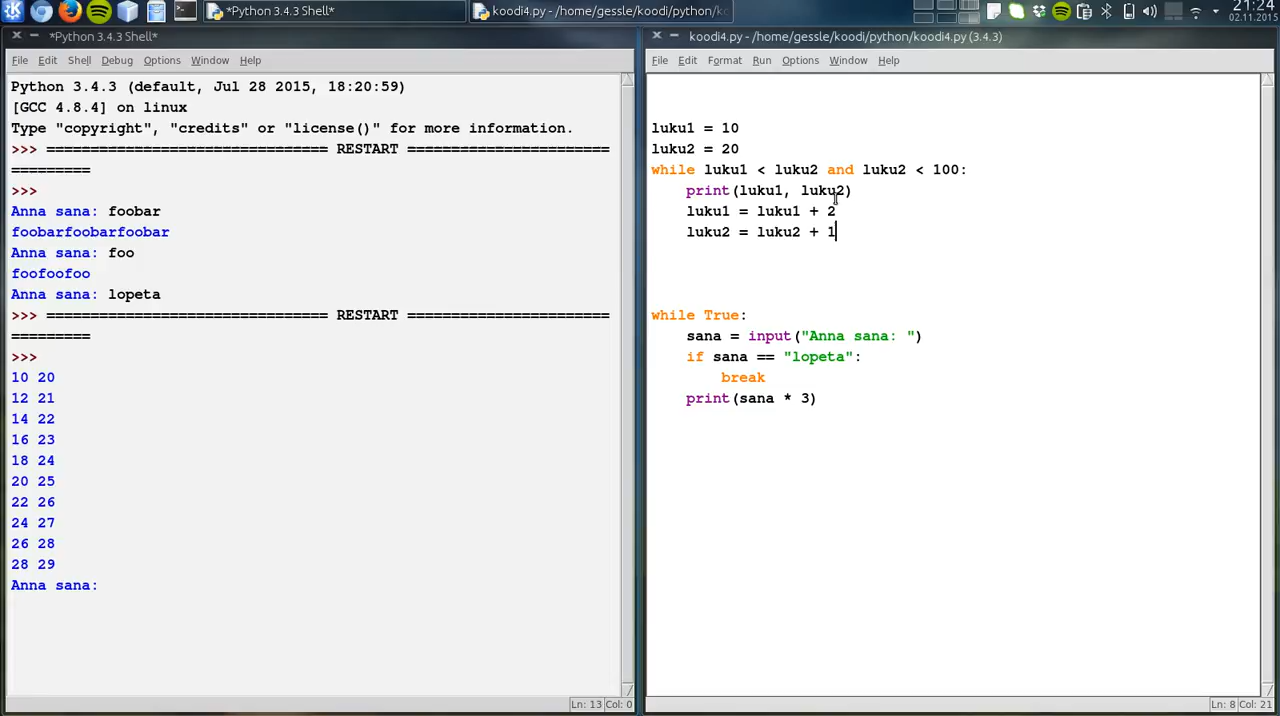 *Python 3.4.3 Shell*
koodi4.py - /home/gessle/koodi/python/k
21:24
02.11.2015
*Python 3.4.3 Shell*
File Edit Shell Debug Options Window Help
Python 3.4.3 (default, Jul 28 2015, 18:20:59)
[GCC 4.8.4] on linux
Type "copyright", "credits" or "license()" for more information.
>>> ================================ RESTART =======================
=========
>>>
Anna sana: foobar
foobarfoobarfoobar
Anna sana: foo
foofoofoo
Anna sana: lopeta
>>> ================================ RESTART =======================
=========
>>>
10 20
12 21
14 22
16 23
18 24
20 25
22 26
24 27
26 28
28 29
Anna sana:
Ln: 13 Col: 0
koodi4.py - /home/gessle/koodi/python/koodi4.py (3.4.3)
File Edit Format Run Options Window Help
luku1 = 10
luku2 = 20
while luku1 < luku2 and luku2 < 100:
    print(luku1, luku2)
    luku1 = luku1 + 2
    luku2 = luku2 + 1
while True:
    sana = input("Anna sana: ")
    if sana == "lopeta":
        break
    print(sana * 3)
Ln: 8 Col: 21